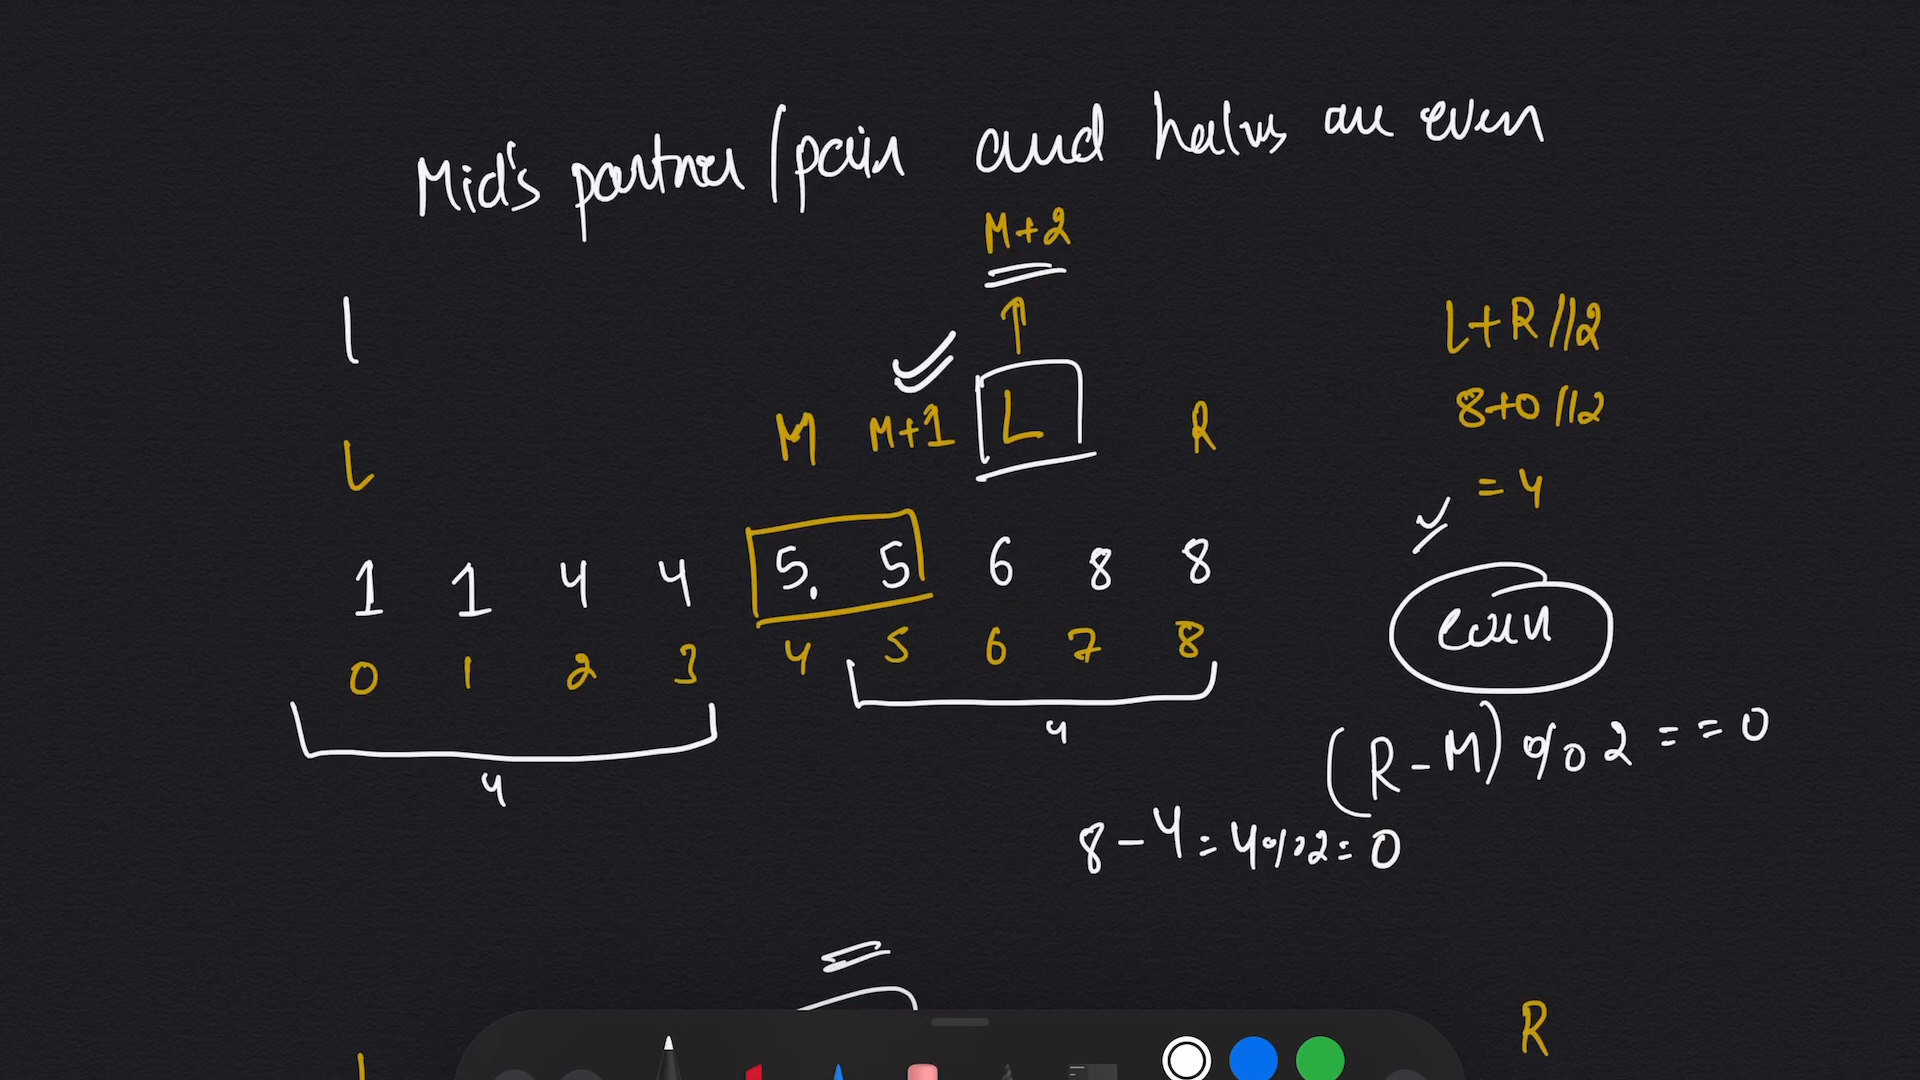 Mid's partner/pair and halves are even
M+2
L+R//2
M M+1 L R
8+0//2
L
= 4
1 1 4 4 5. 5 6 8 8
even
0 1 2 3 4 5 6 7 8
4
(R-M)%2==0
4
8-4=4%2=0
R